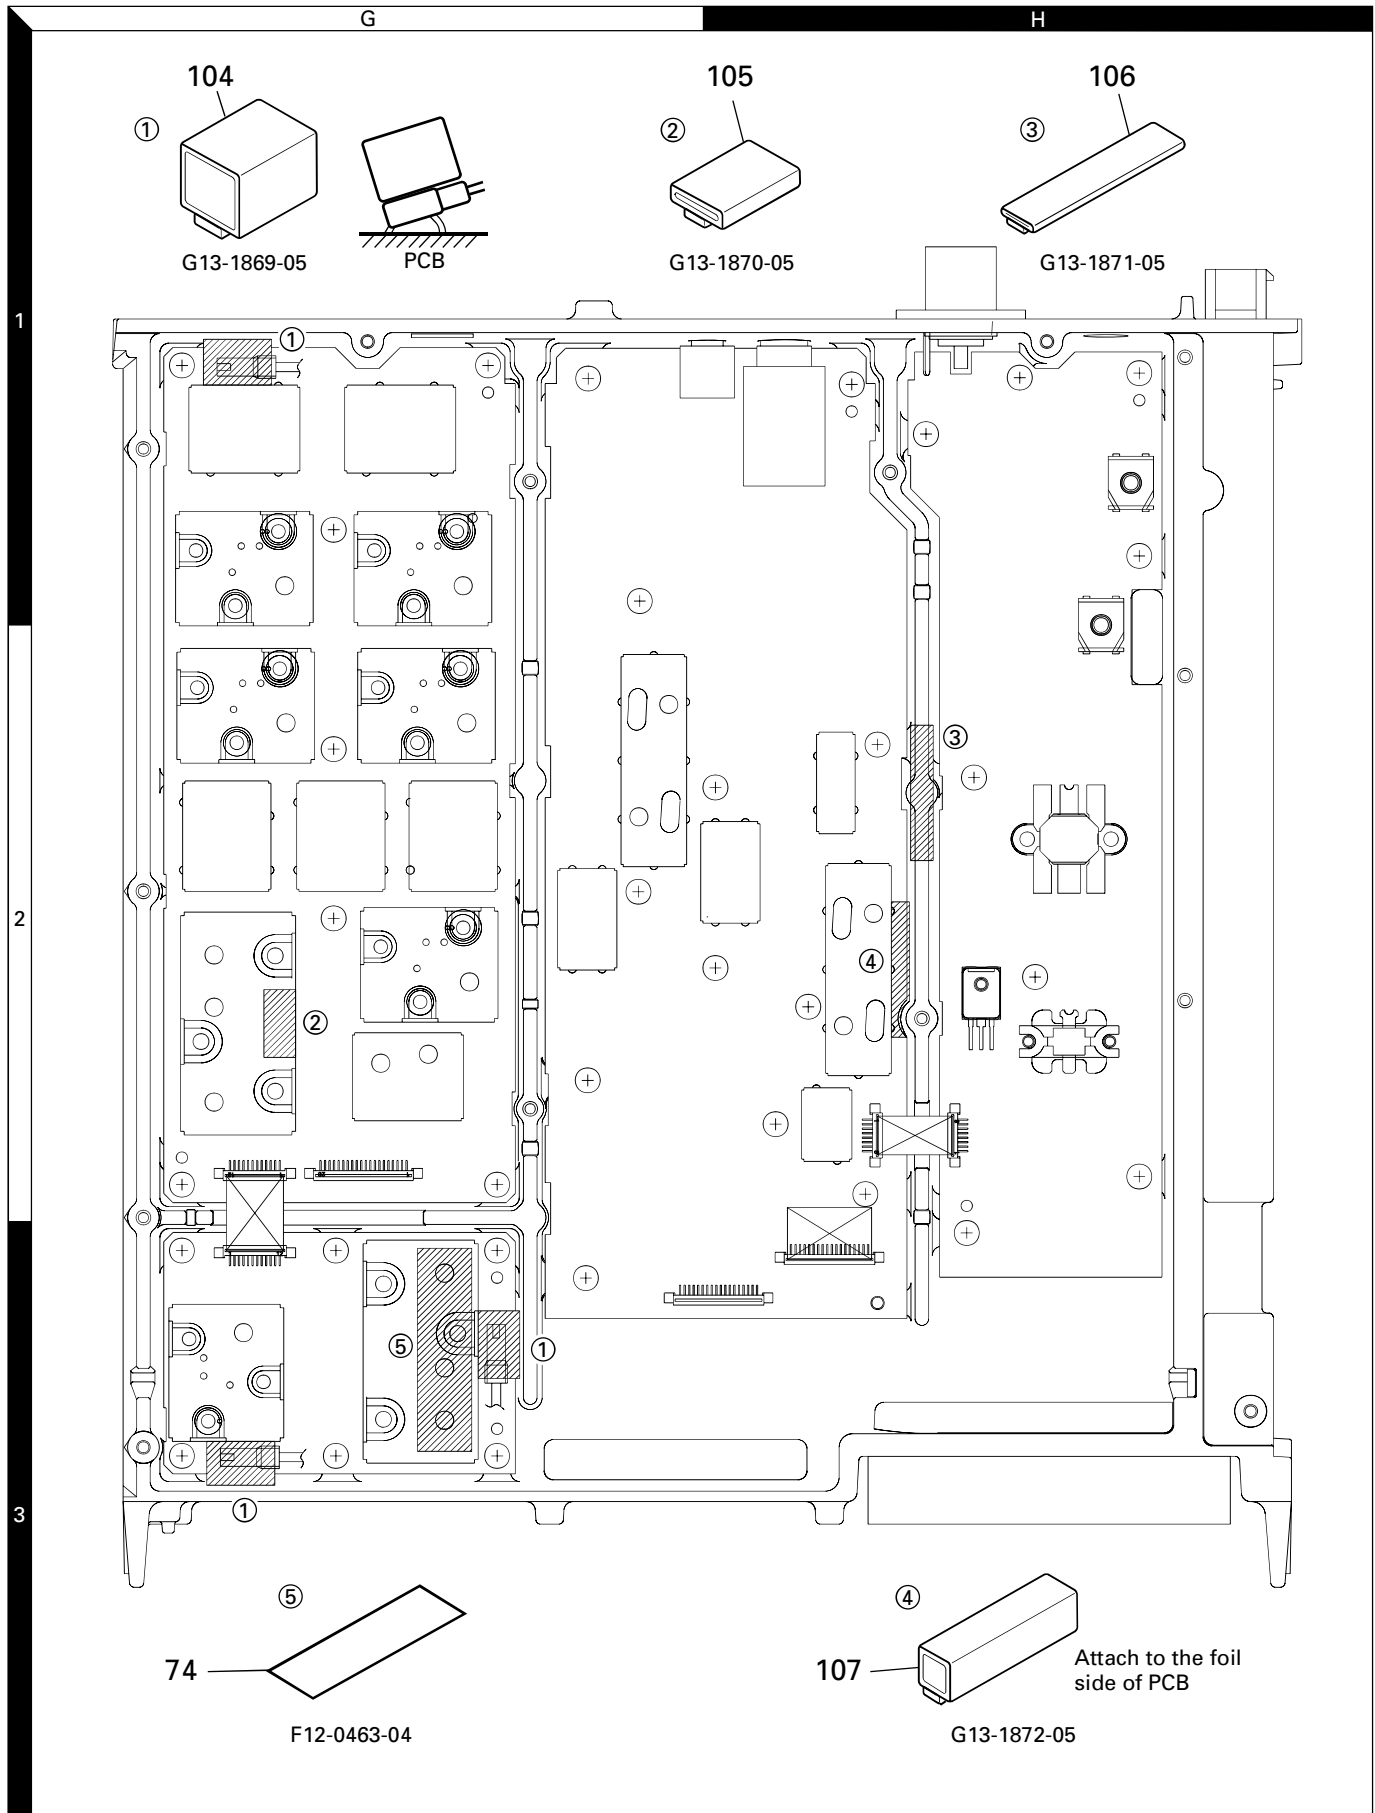 G
H
104
105
106
①
②
③
G13-1869-05
PCB
G13-1870-05
G13-1871-05
1
①
③
2
④
②
⑤
①
3
①
⑤
④
74
107
Attach to the foil
side of PCB
F12-0463-04
G13-1872-05